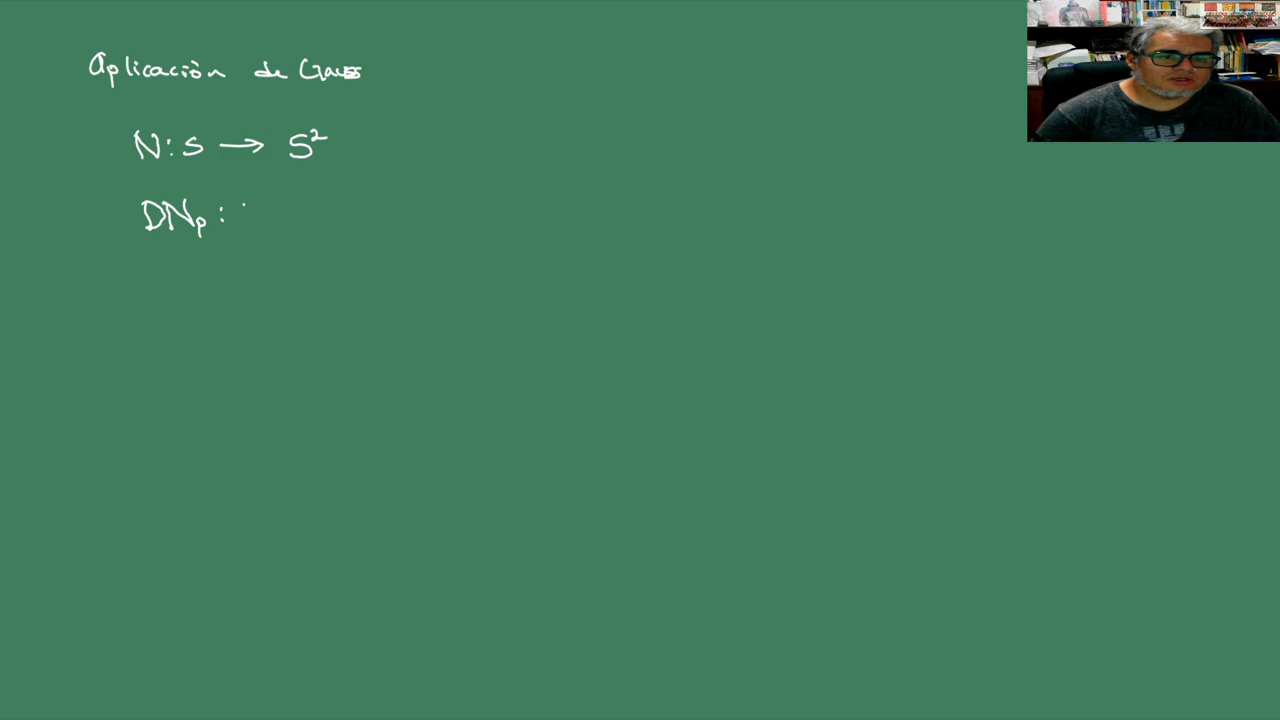 Aplicación de Gauss
N: S → S²
DNp: